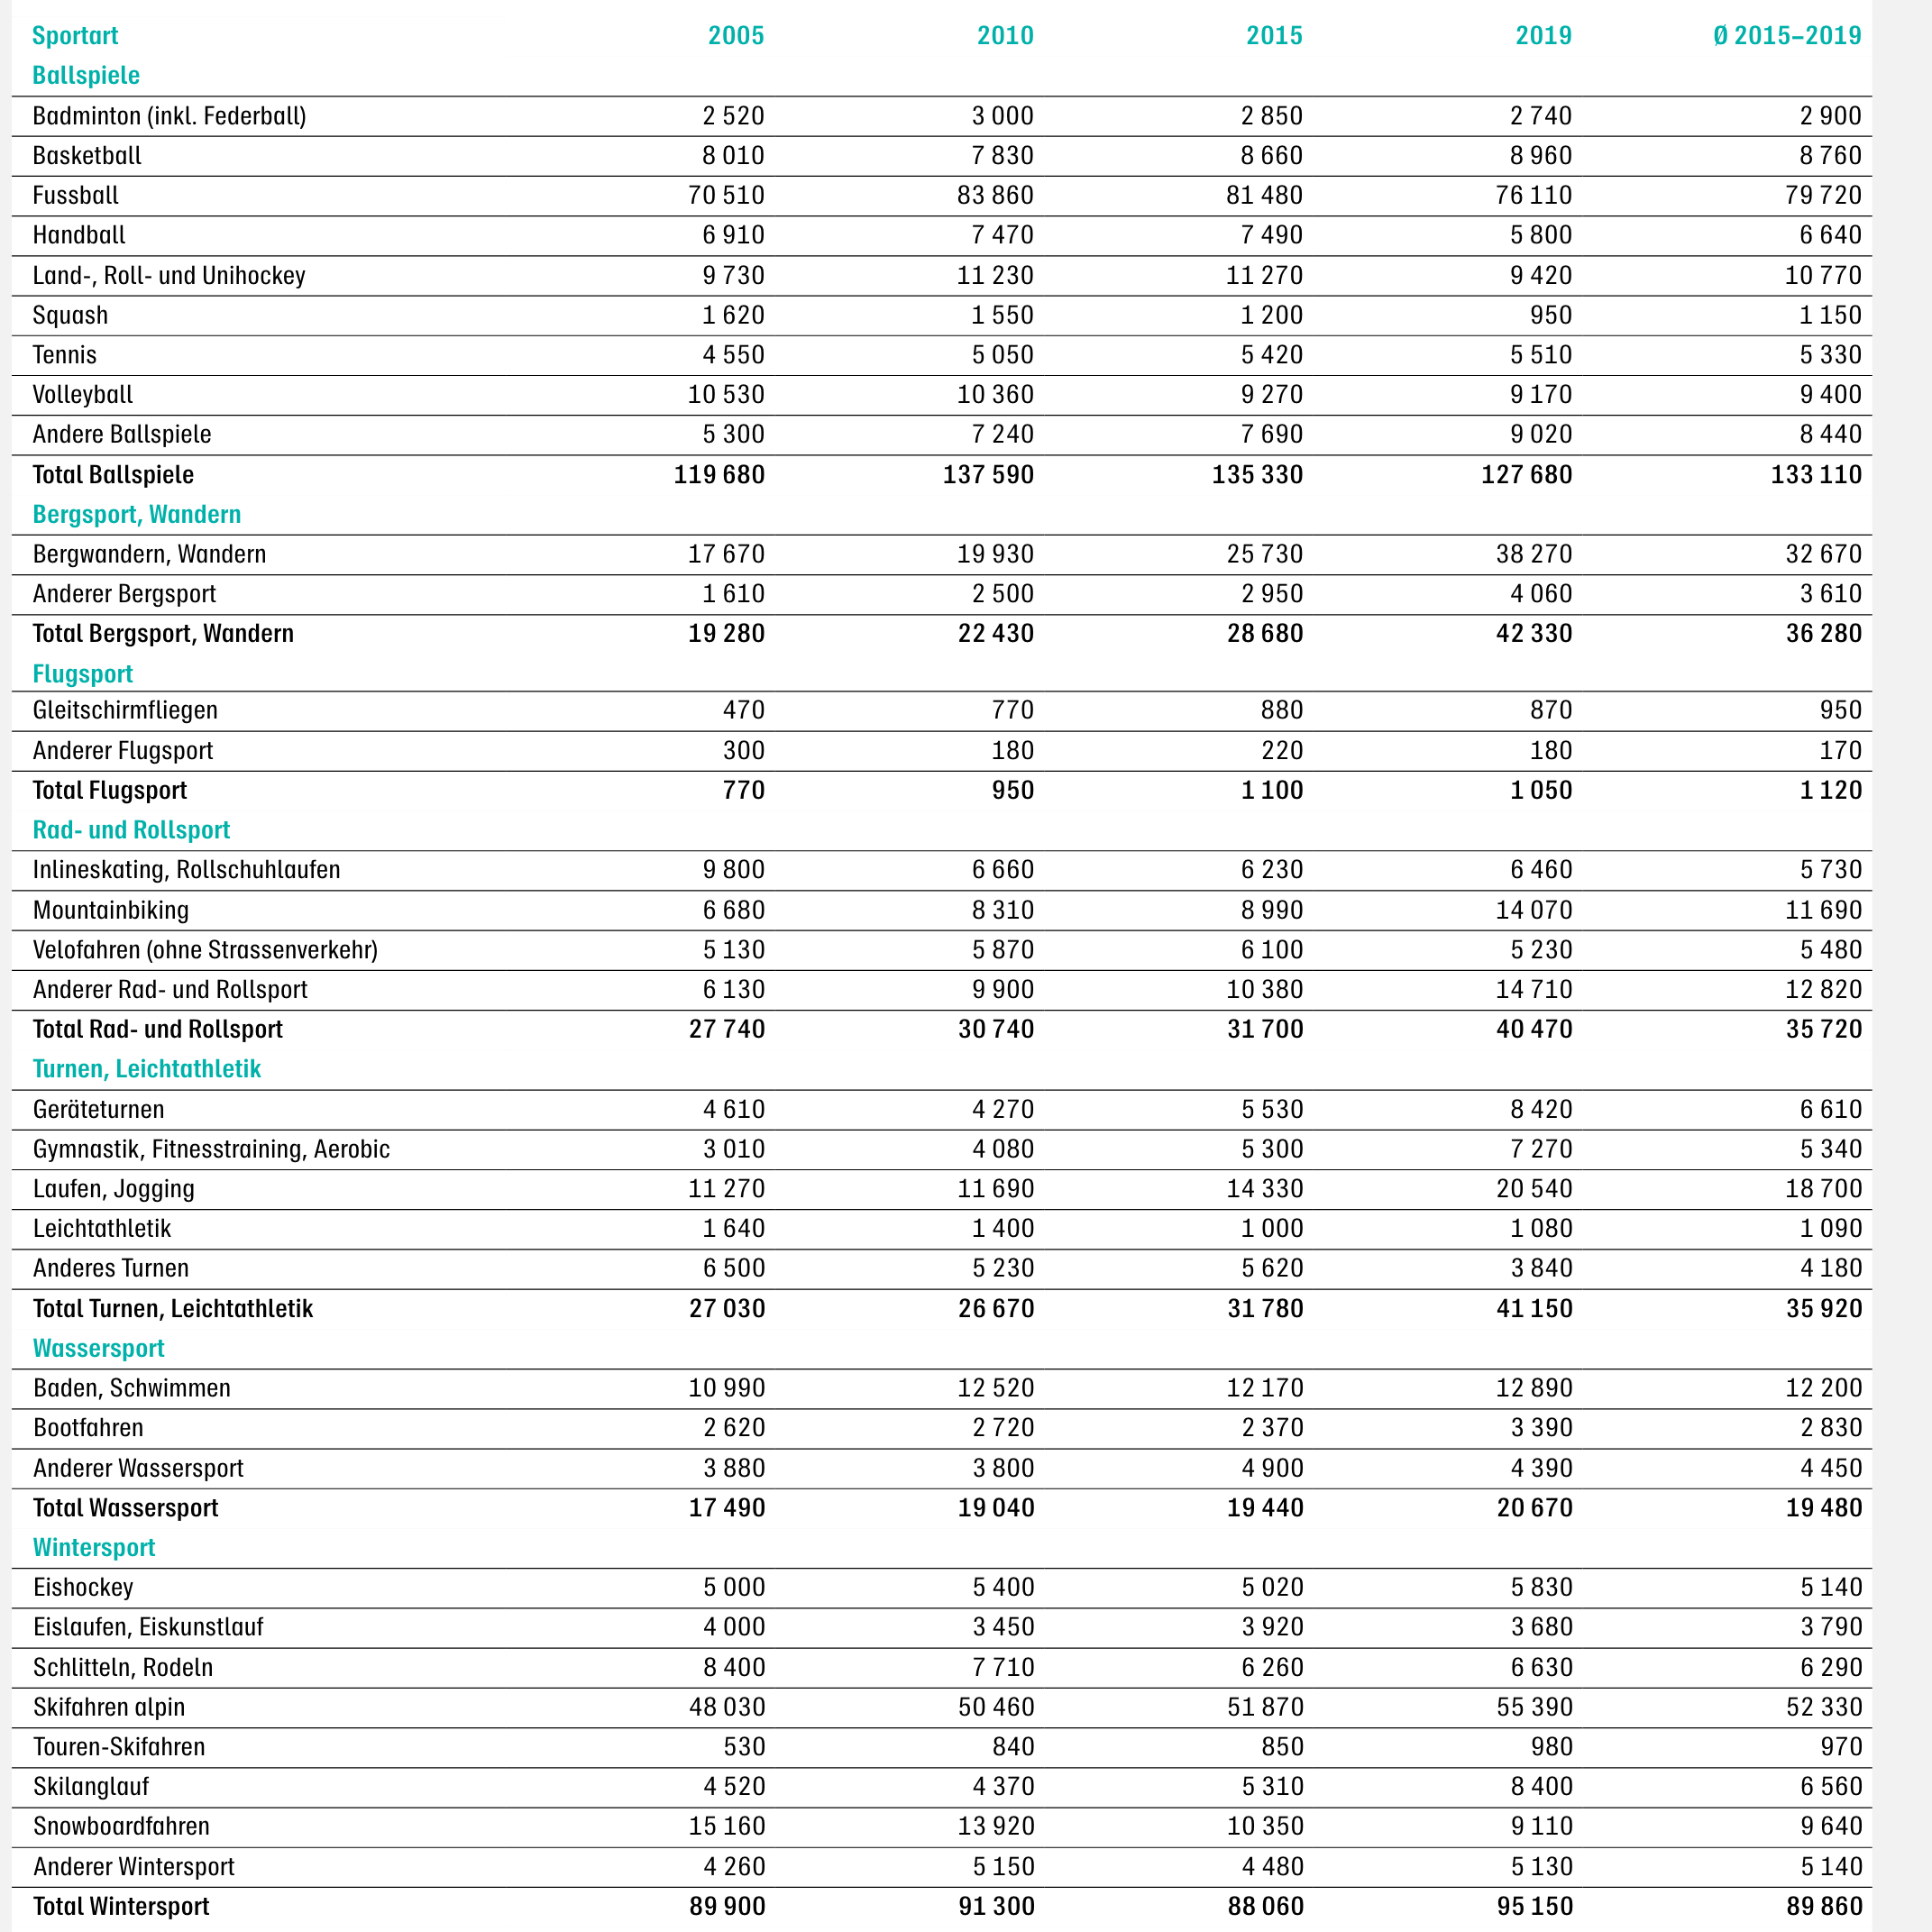 Sportart 2005 2010 2015 2019 Ø 2015–2019
Ballspiele
Badminton (inkl. Federball) 2 520 3 000 2 850 2 740 2 900
Basketball 8 010 7 830 8 660 8 960 8 760
Fussball 70 510 83 860 81 480 76 110 79 720
Handball 6 910 7 470 7 490 5 800 6 640
Land-, Roll- und Unihockey 9 730 11 230 11 270 9 420 10 770
Squash 1 620 1 550 1 200 950 1 150
Tennis 4 550 5 050 5 420 5 510 5 330
Volleyball 10 530 10 360 9 270 9 170 9 400
Andere Ballspiele 5 300 7 240 7 690 9 020 8 440
Total Ballspiele 119 680 137 590 135 330 127 680 133 110
Bergsport, Wandern
Bergwandern, Wandern 17 670 19 930 25 730 38 270 32 670
Anderer Bergsport 1 610 2 500 2 950 4 060 3 610
Total Bergsport, Wandern 19 280 22 430 28 680 42 330 36 280
Flugsport
Gleitschirmfliegen 470 770 880 870 950
Anderer Flugsport 300 180 220 180 170
Total Flugsport 770 950 1 100 1 050 1 120
Rad- und Rollsport
Inlineskating, Rollschuhlaufen 9 800 6 660 6 230 6 460 5 730
Mountainbiking 6 680 8 310 8 990 14 070 11 690
Velofahren (ohne Strassenverkehr) 5 130 5 870 6 100 5 230 5 480
Anderer Rad- und Rollsport 6 130 9 900 10 380 14 710 12 820
Total Rad- und Rollsport 27 740 30 740 31 700 40 470 35 720
Turnen, Leichtathletik
Geräteturnen 4 610 4 270 5 530 8 420 6 610
Gymnastik, Fitnesstraining, Aerobic 3 010 4 080 5 300 7 270 5 340
Laufen, Jogging 11 270 11 690 14 330 20 540 18 700
Leichtathletik 1 640 1 400 1 000 1 080 1 090
Anderes Turnen 6 500 5 230 5 620 3 840 4 180
Total Turnen, Leichtathletik 27 030 26 670 31 780 41 150 35 920
Wassersport
Baden, Schwimmen 10 990 12 520 12 170 12 890 12 200
Bootfahren 2 620 2 720 2 370 3 390 2 830
Anderer Wassersport 3 880 3 800 4 900 4 390 4 450
Total Wassersport 17 490 19 040 19 440 20 670 19 480
Wintersport
Eishockey 5 000 5 400 5 020 5 830 5 140
Eislaufen, Eiskunstlauf 4 000 3 450 3 920 3 680 3 790
Schlitteln, Rodeln 8 400 7 710 6 260 6 630 6 290
Skifahren alpin 48 030 50 460 51 870 55 390 52 330
Touren-Skifahren 530 840 850 980 970
Skilanglauf 4 520 4 370 5 310 8 400 6 560
Snowboardfahren 15 160 13 920 10 350 9 110 9 640
Anderer Wintersport 4 260 5 150 4 480 5 130 5 140
Total Wintersport 89 900 91 300 88 060 95 150 89 860